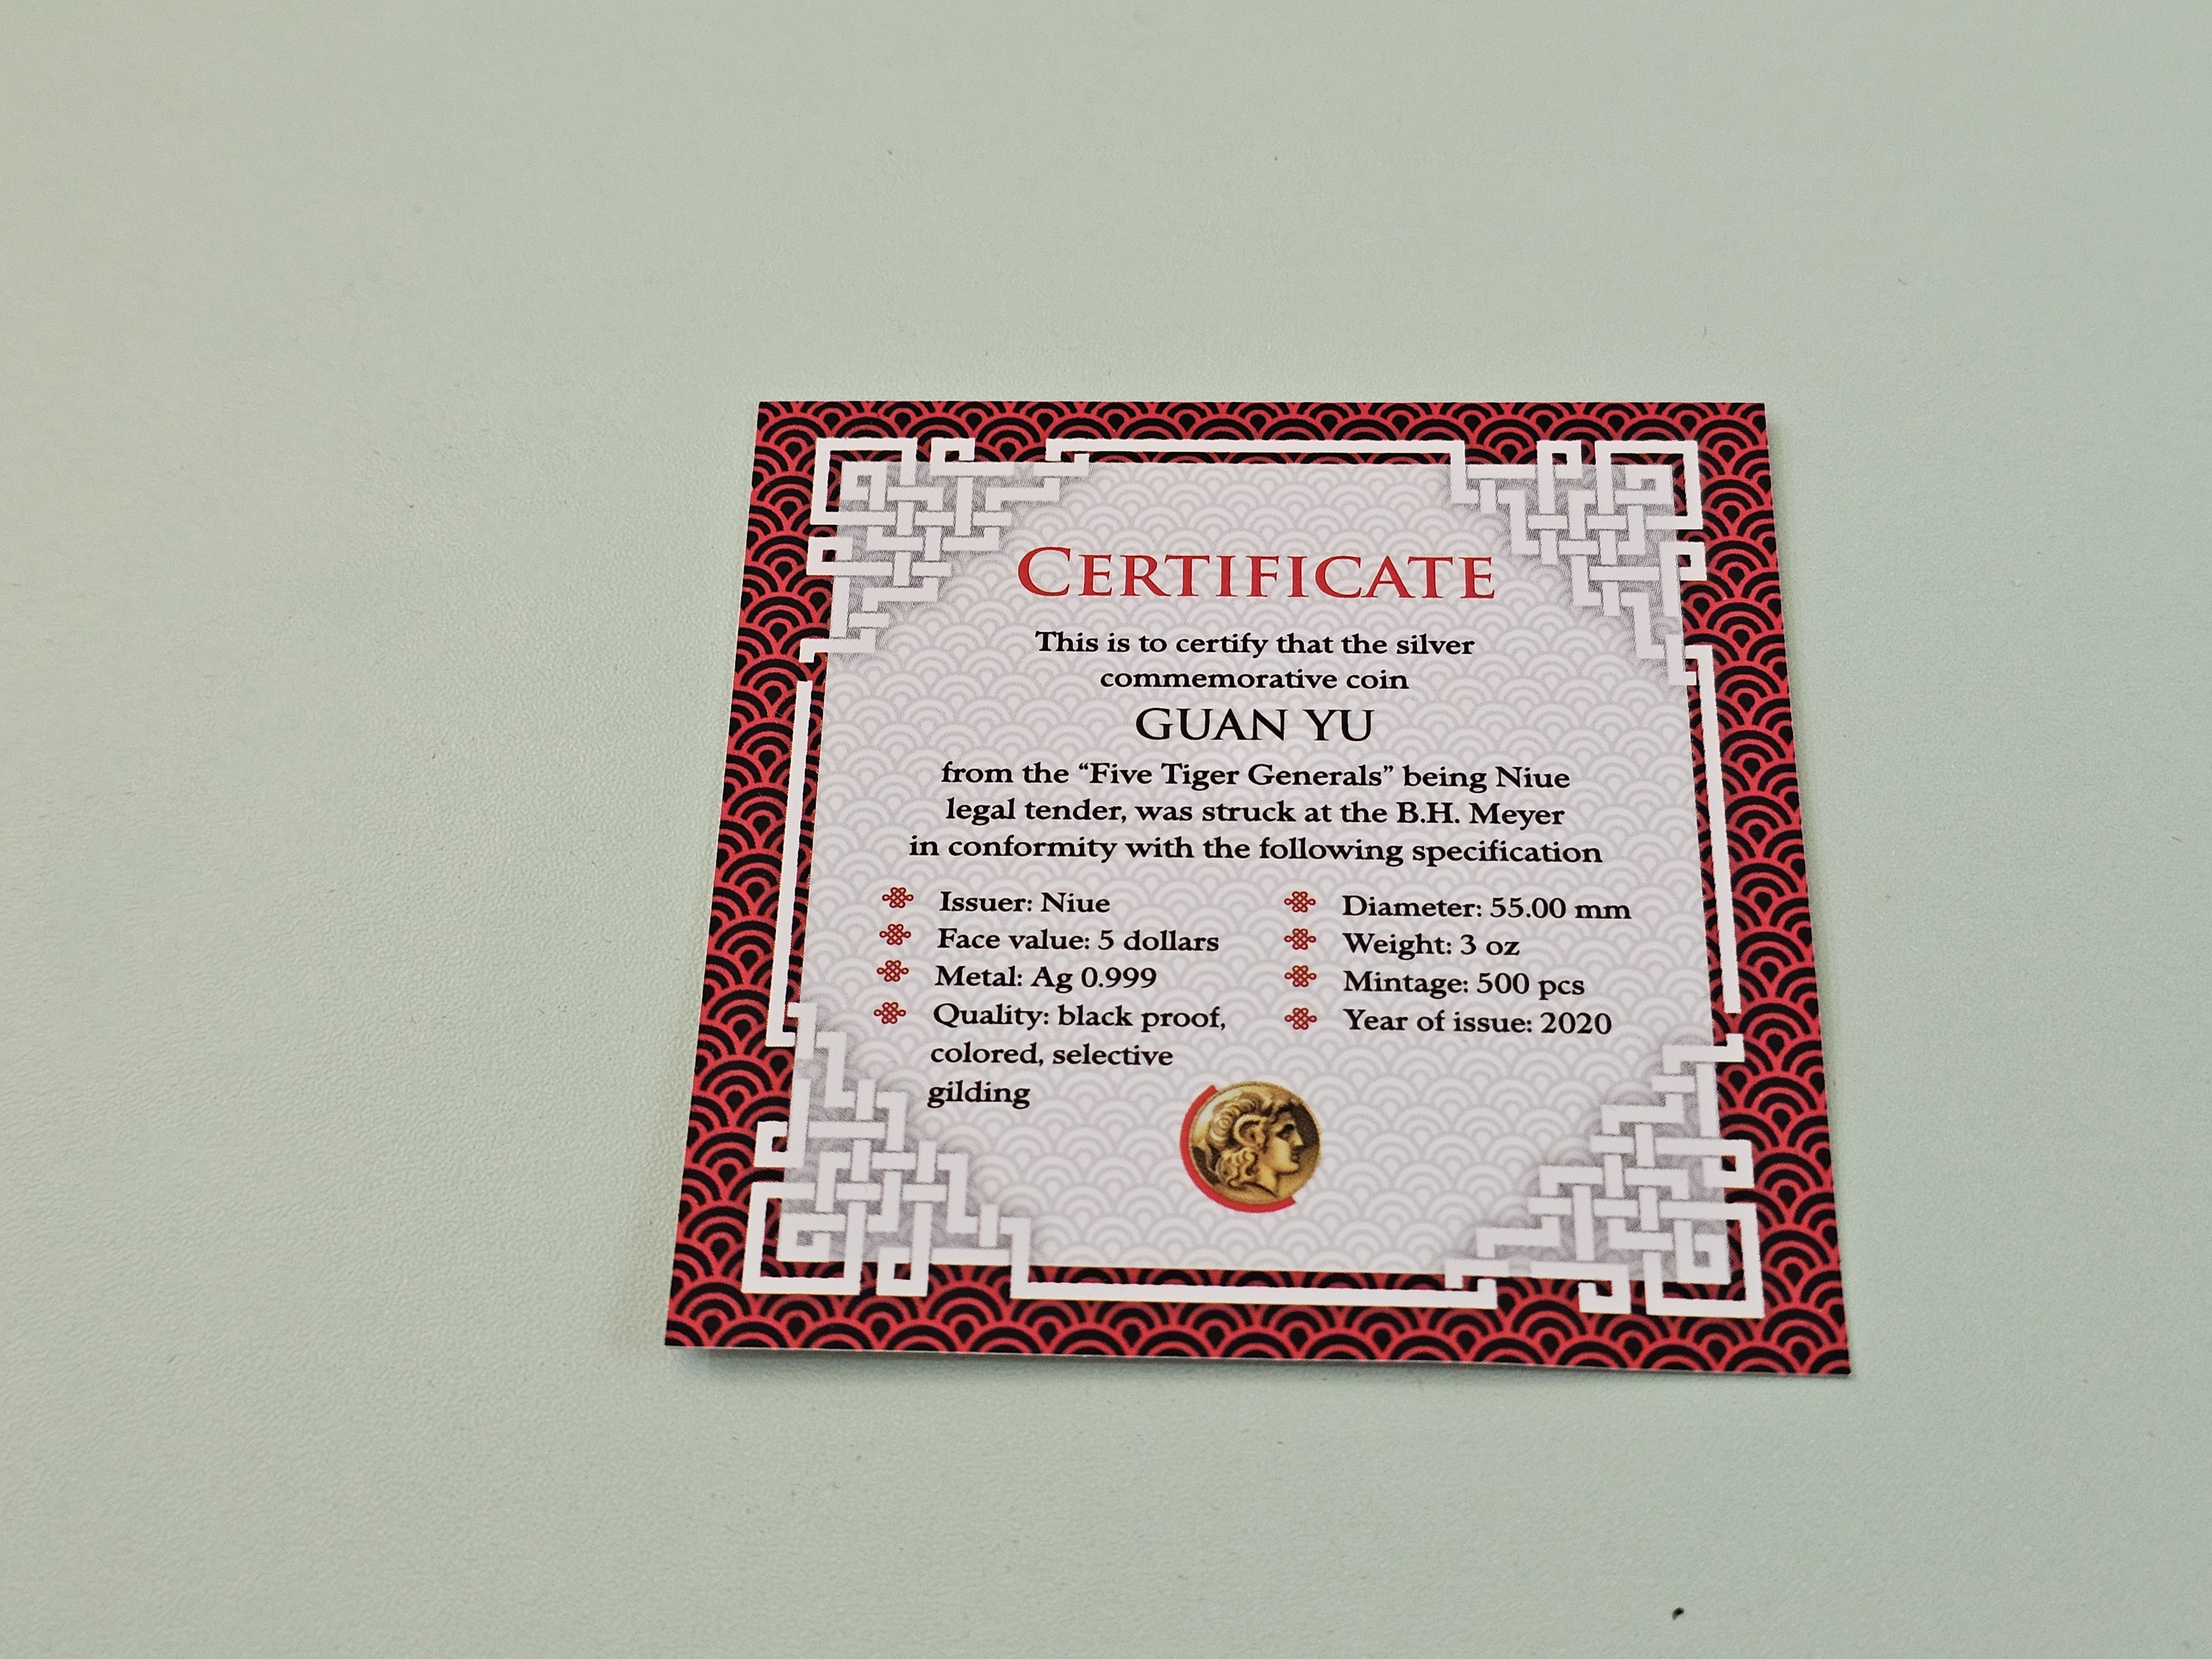 CERTIFICATE
This is to certify that the silver
commemorative coin
GUAN YU
from the “Five Tiger Generals” being Niue
legal tender, was struck at the B.H. Meyer
in conformity with the following specification
Issuer: Niue
Face value: 5 dollars
Metal: Ag 0.999
Quality: black proof,
colored, selective
gilding
Diameter: 55.00 mm
Weight: 3 oz
Mintage: 500 pcs
Year of issue: 2020